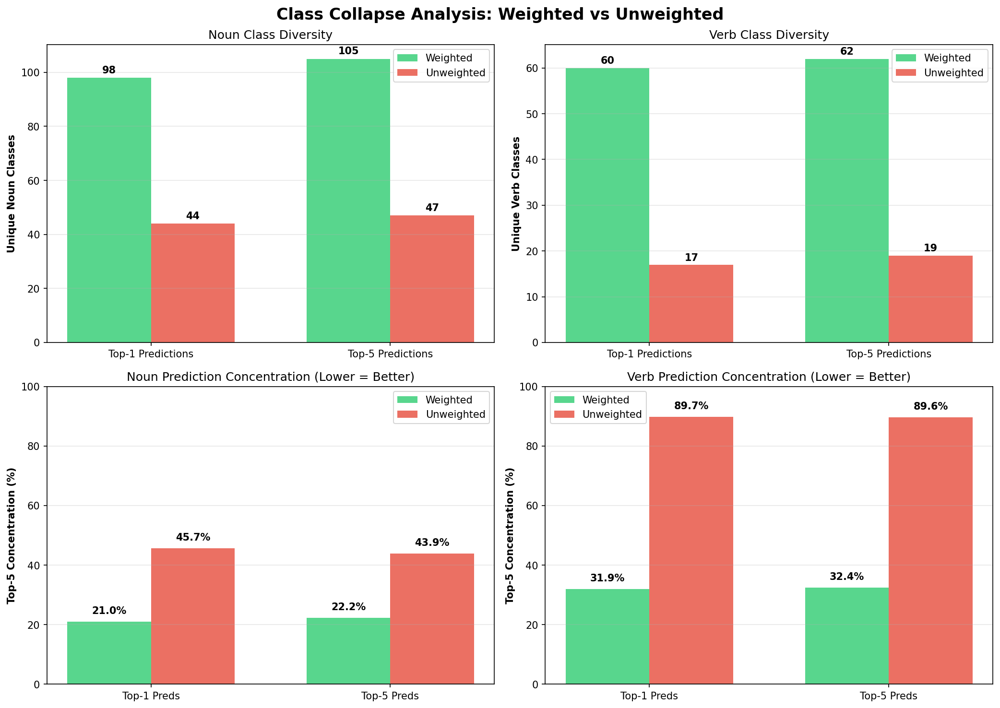 Class Collapse Analysis: Weighted vs Unweighted
Noun Class Diversity
Unique Noun Classes
100
80
60
40
20
0
98
44
105
47
Weighted
Unweighted
Top-1 Predictions
Top-5 Predictions
Verb Class Diversity
Unique Verb Classes
60
50
40
30
20
10
0
60
17
62
19
Weighted
Unweighted
Top-1 Predictions
Top-5 Predictions
Noun Prediction Concentration (Lower = Better)
Top-5 Concentration (%)
100
80
60
40
20
0
21.0%
45.7%
22.2%
43.9%
Weighted
Unweighted
Top-1 Preds
Top-5 Preds
Verb Prediction Concentration (Lower = Better)
Top-5 Concentration (%)
100
80
60
40
20
0
Weighted
Unweighted
31.9%
89.7%
32.4%
89.6%
Top-1 Preds
Top-5 Preds